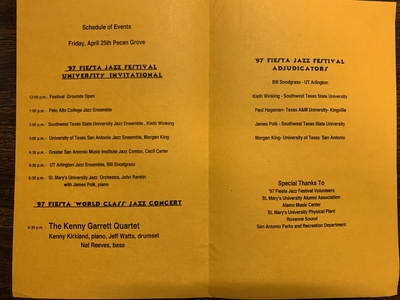 Schedule of Events
Friday, April 25th Pecan Grove
'97 FIESTA JAZZ FESTIVAL
UNIVERSITY INVITATIONAL
12:00 p.m.- Festival Grounds Open
1:00 p.m.- Palo Alto College Jazz Ensemble
2:00 p.m.- Southwest Texas State University Jazz Ensemble, Kieth Winking
3:00 p.m.- University of Texas San Antonio Jazz Ensemble, Morgan King
4:30 p.m.- Greater San Antonio Music Institute Jazz Combo, Cecil Carter
5:30 p.m.- UT Arlington Jazz Ensemble, Bill Snodgrass
6:30 p.m.- St. Mary's University Jazz Orchestra, John Rankin
with James Polk, piano
'97 FIESTA 'WORLD CLASS' JAZZ CONCERT
8:30 p.m. The Kenny Garrett Quartet
Kenny Kirkland, piano, Jeff Watts, drumset
Nat Reeves, bass
'97 FIESTA JAZZ FESTIVAL
ADJUDICATORS
Bill Snodgrass - UT Arlington
Kieth Winking - Southwest Texas State University
Paul Hageman- Texas A&M University- Kingsville
James Polk - Southwest Texas State University
Morgan King- University of Texas San Antonio
Special Thanks To
'97 Fiesta Jazz Festival Volunteers
St. Mary's University Alumni Association
Alamo Music Center
St. Mary's University Physical Plant
Roxanne Sound
San Antonio Parks and Recreation Department